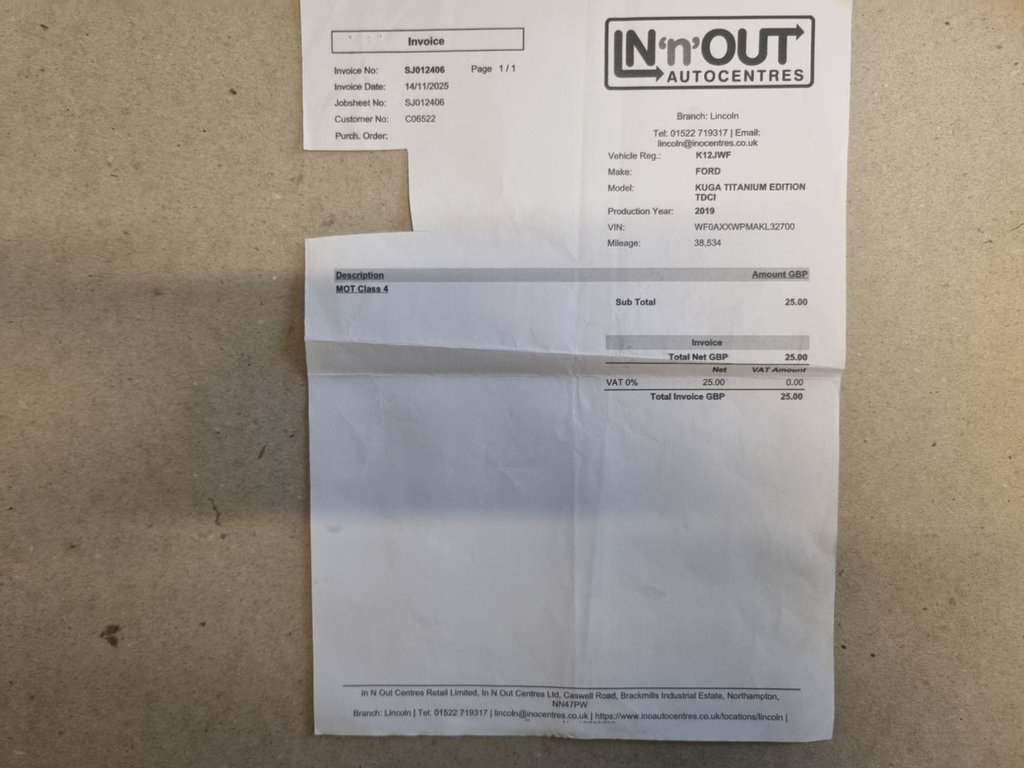 Invoice
Invoice No: SJ012406 Page 1 / 1
Invoice Date: 14/11/2025
Jobsheet No: SJ012406
Customer No: C06522
Purch. Order:
IN'n'OUT
AUTOCENTRES
Branch: Lincoln
Tel: 01522 719317 | Email:
lincoln@inocentres.co.uk
Vehicle Reg.: K12JWF
Make: FORD
Model: KUGA TITANIUM EDITION
TDCI
Production Year: 2019
VIN: WF0AXXWPMAKL32700
Mileage: 38,534
Description Amount GBP
MOT Class 4
Sub Total 25.00
Invoice
Total Net GBP 25.00
Net VAT Amount
VAT 0% 25.00 0.00
Total Invoice GBP 25.00
In N Out Centres Retail Limited, In N Out Centres Ltd, Caswell Road, Brackmills Industrial Estate, Northampton,
NN47PW
Branch: Lincoln | Tel: 01522 719317 | lincoln@inocentres.co.uk | https://www.inoautocentres.co.uk/locations/lincoln |